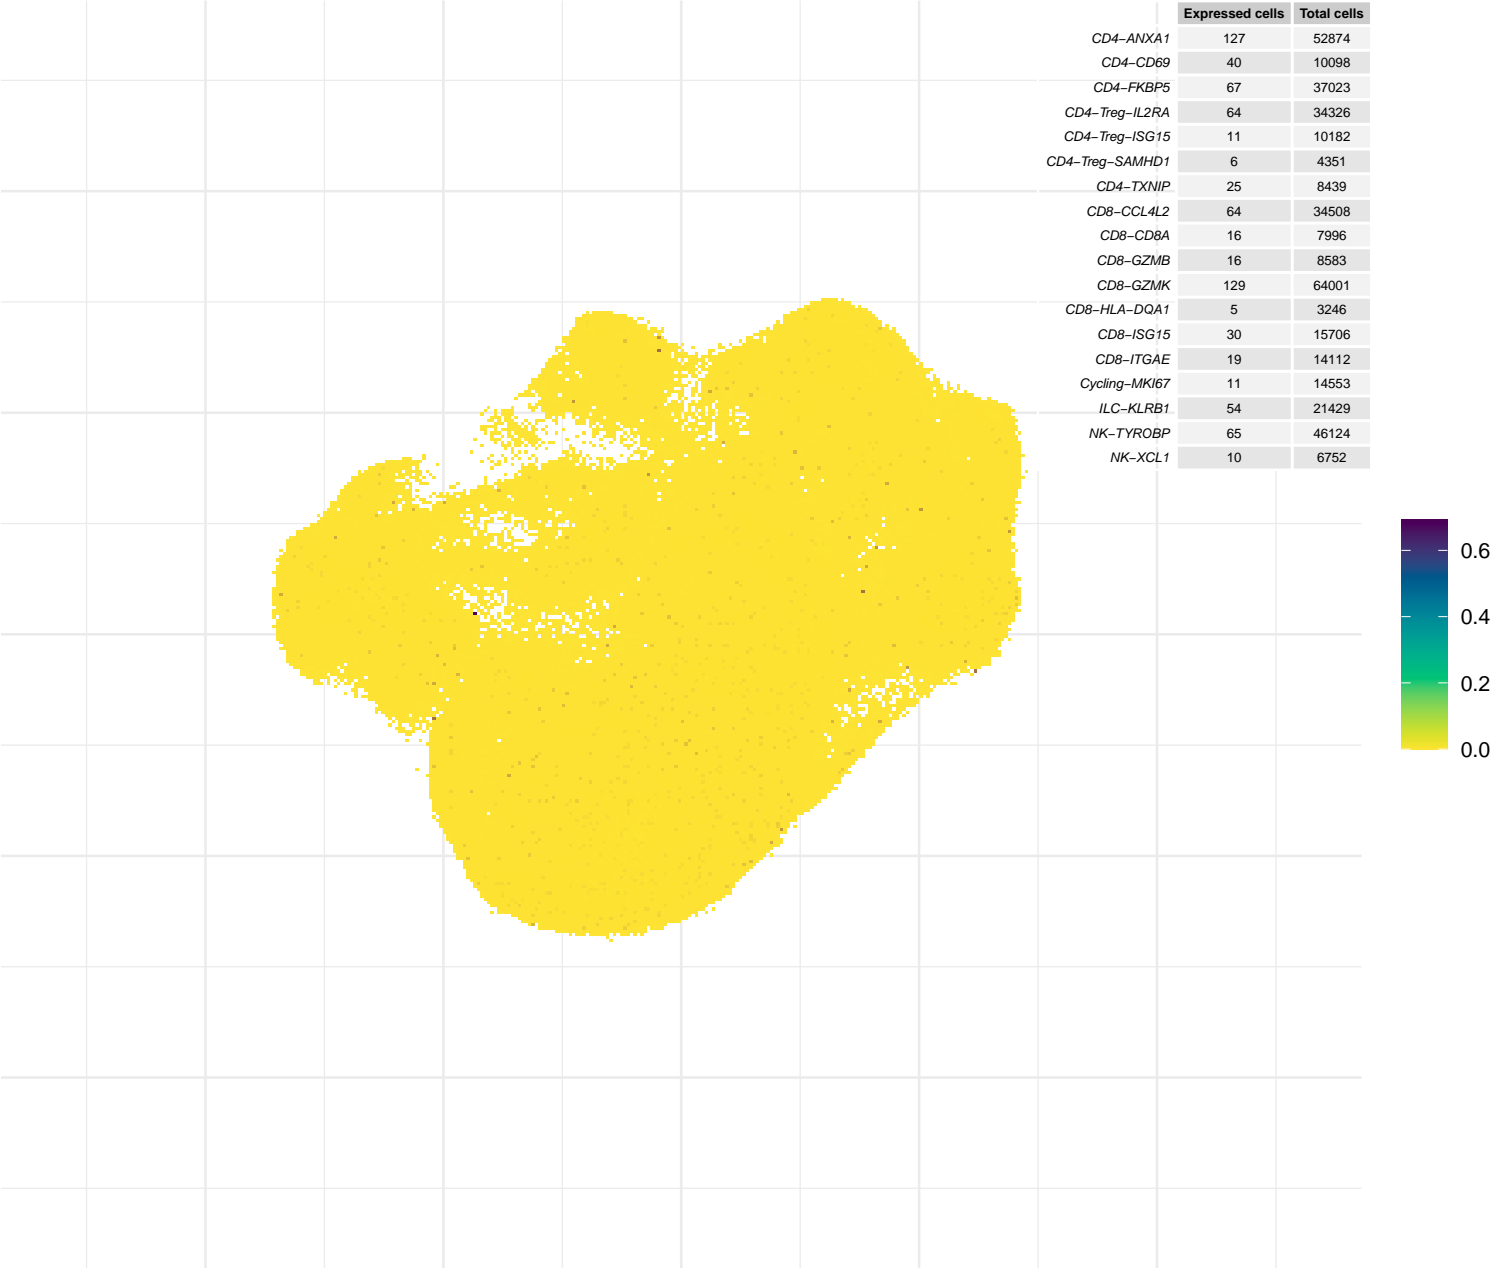 Expressed cells Total cells
CD4−ANXA1 127 52874
CD4−CD69 40 10098
CD4−FKBP5 67 37023
CD4−Treg−IL2RA 64 34326
CD4−Treg−ISG15 11 10182
CD4−Treg−SAMHD1 6 4351
CD4−TXNIP 25 8439
CD8−CCL4L2 64 34508
CD8−CD8A 16 7996
CD8−GZMB 16 8583
CD8−GZMK 129 64001
CD8−HLA−DQA1 5 3246
CD8−ISG15 30 15706
CD8−ITGAE 19 14112
Cycling−MKI67 11 14553
ILC−KLRB1 54 21429
NK−TYROBP 65 46124
NK−XCL1 10 6752
0.6
0.4
0.2
0.0